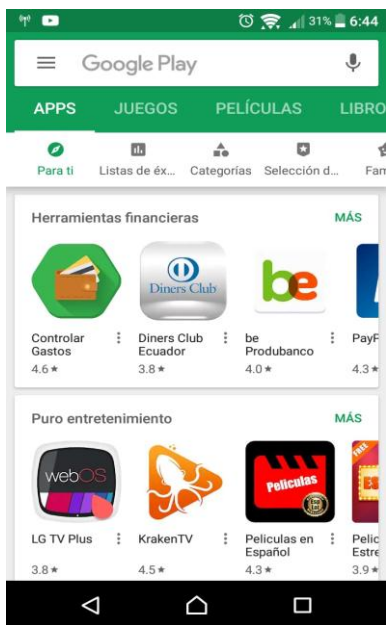 31% 6:44
Google Play
APPS JUEGOS PELÍCULAS LIBRO
Para ti Listas de éx... Categorías Selección d... Fam
Herramientas financieras MÁS
Diners Club be
Controlar Gastos
Diners Club Ecuador
be Produbanco
PayP
4.6★ 3.8★ 4.0★ 4.3★
Puro entretenimiento MÁS
webOS Películas FREE
LG TV Plus
KrakenTV
Peliculas en Español
Pelic Estre
3.8★ 4.5★ 4.3★ 3.9★